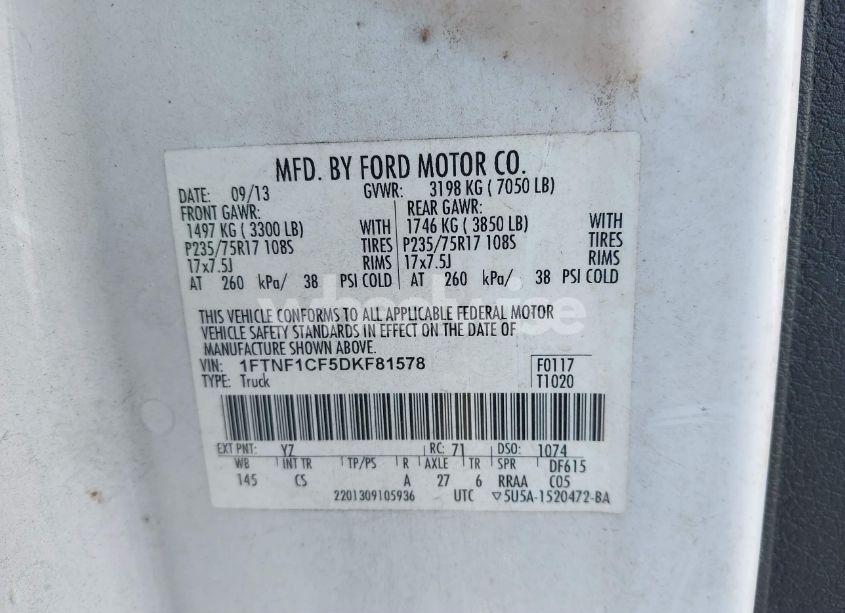 MFD. BY FORD MOTOR CO.
DATE: 09/13 GVWR: 3198 KG ( 7050 LB)
FRONT GAWR: REAR GAWR:
1497 KG ( 3300 LB) WITH 1746 KG ( 3850 LB) WITH
P235/75R17 108S TIRES P235/75R17 108S TIRES
17x7.5J RIMS 17x7.5J RIMS
AT 260 kPa/ 38 PSI COLD AT 260 kPa/ 38 PSI COLD
THIS VEHICLE CONFORMS TO ALL APPLICABLE FEDERAL MOTOR
VEHICLE SAFETY STANDARDS IN EFFECT ON THE DATE OF
MANUFACTURE SHOWN ABOVE.
VIN: 1FTNF1CF5DKF81578 F0117
TYPE: Truck T1020
EXT PNT: YZ RC: 71 DSO: 1074
WB INT TR TP/PS R AXLE TR SPR DF615
145 CS A 27 6 RRAA C05
2201309105936 UTC ▽5U5A-1520472-BA